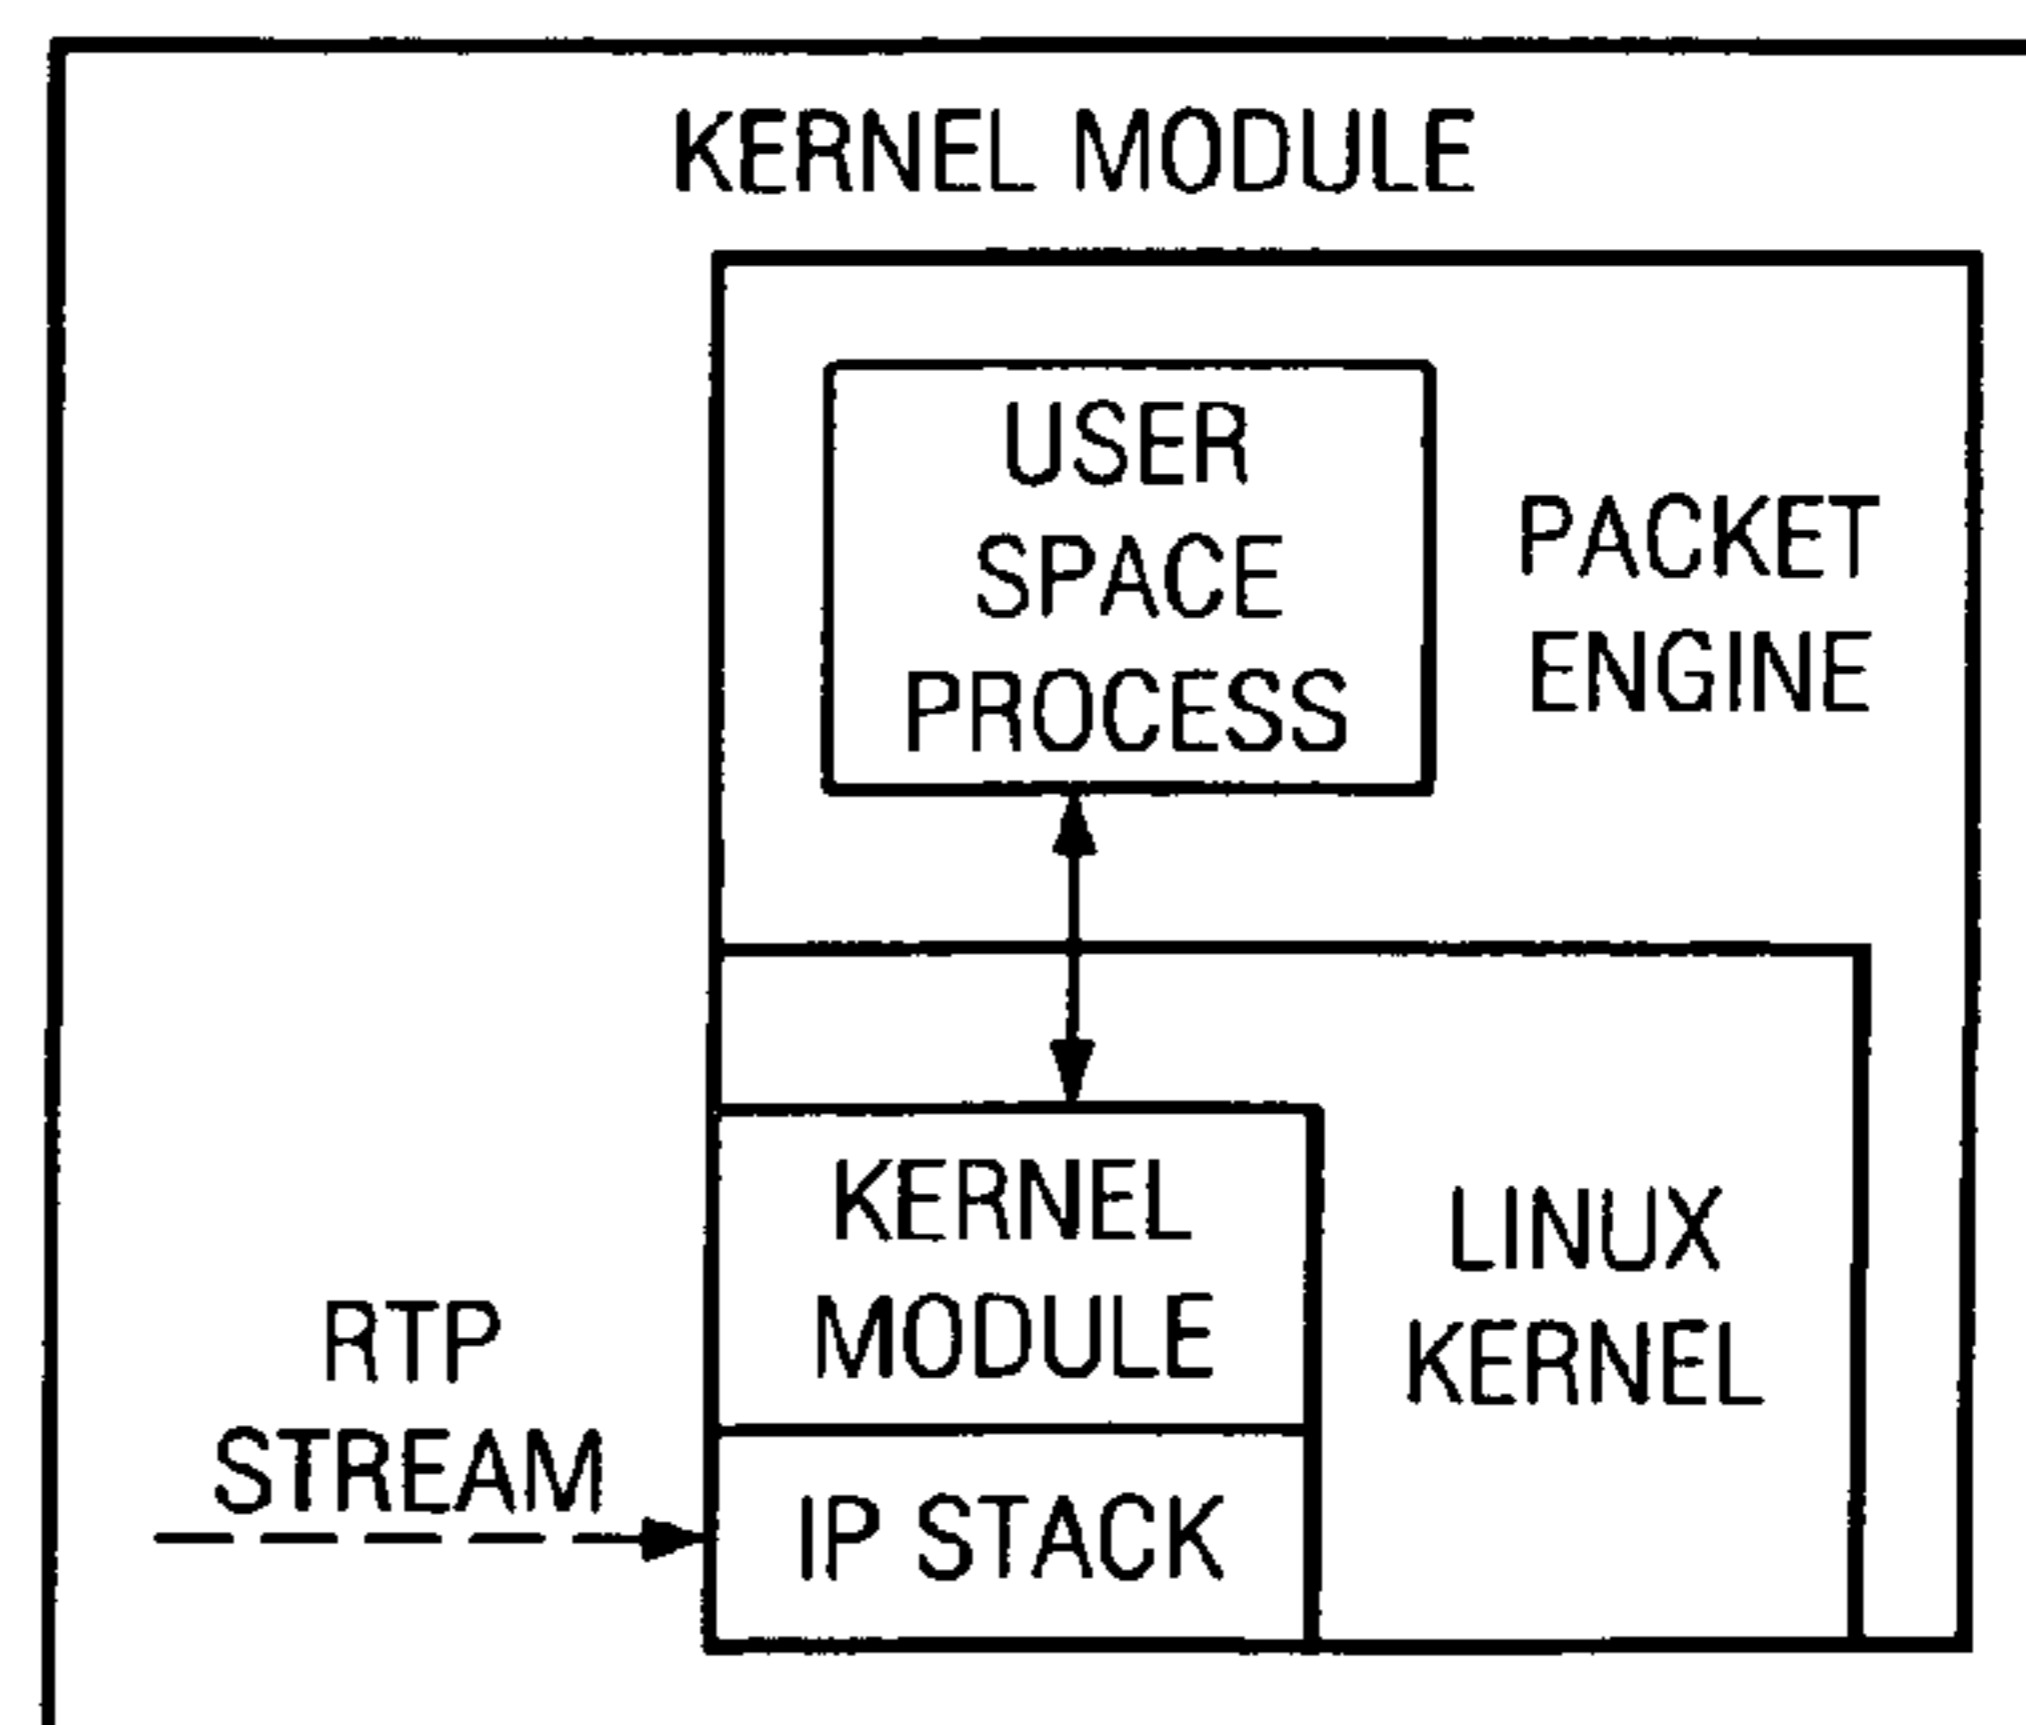 KERNEL MODULE
USER
SPACE
PROCESS
PACKET
ENGINE
KERNEL
MODULE
LINUX
KERNEL
RTP
STREAM
IP STACK